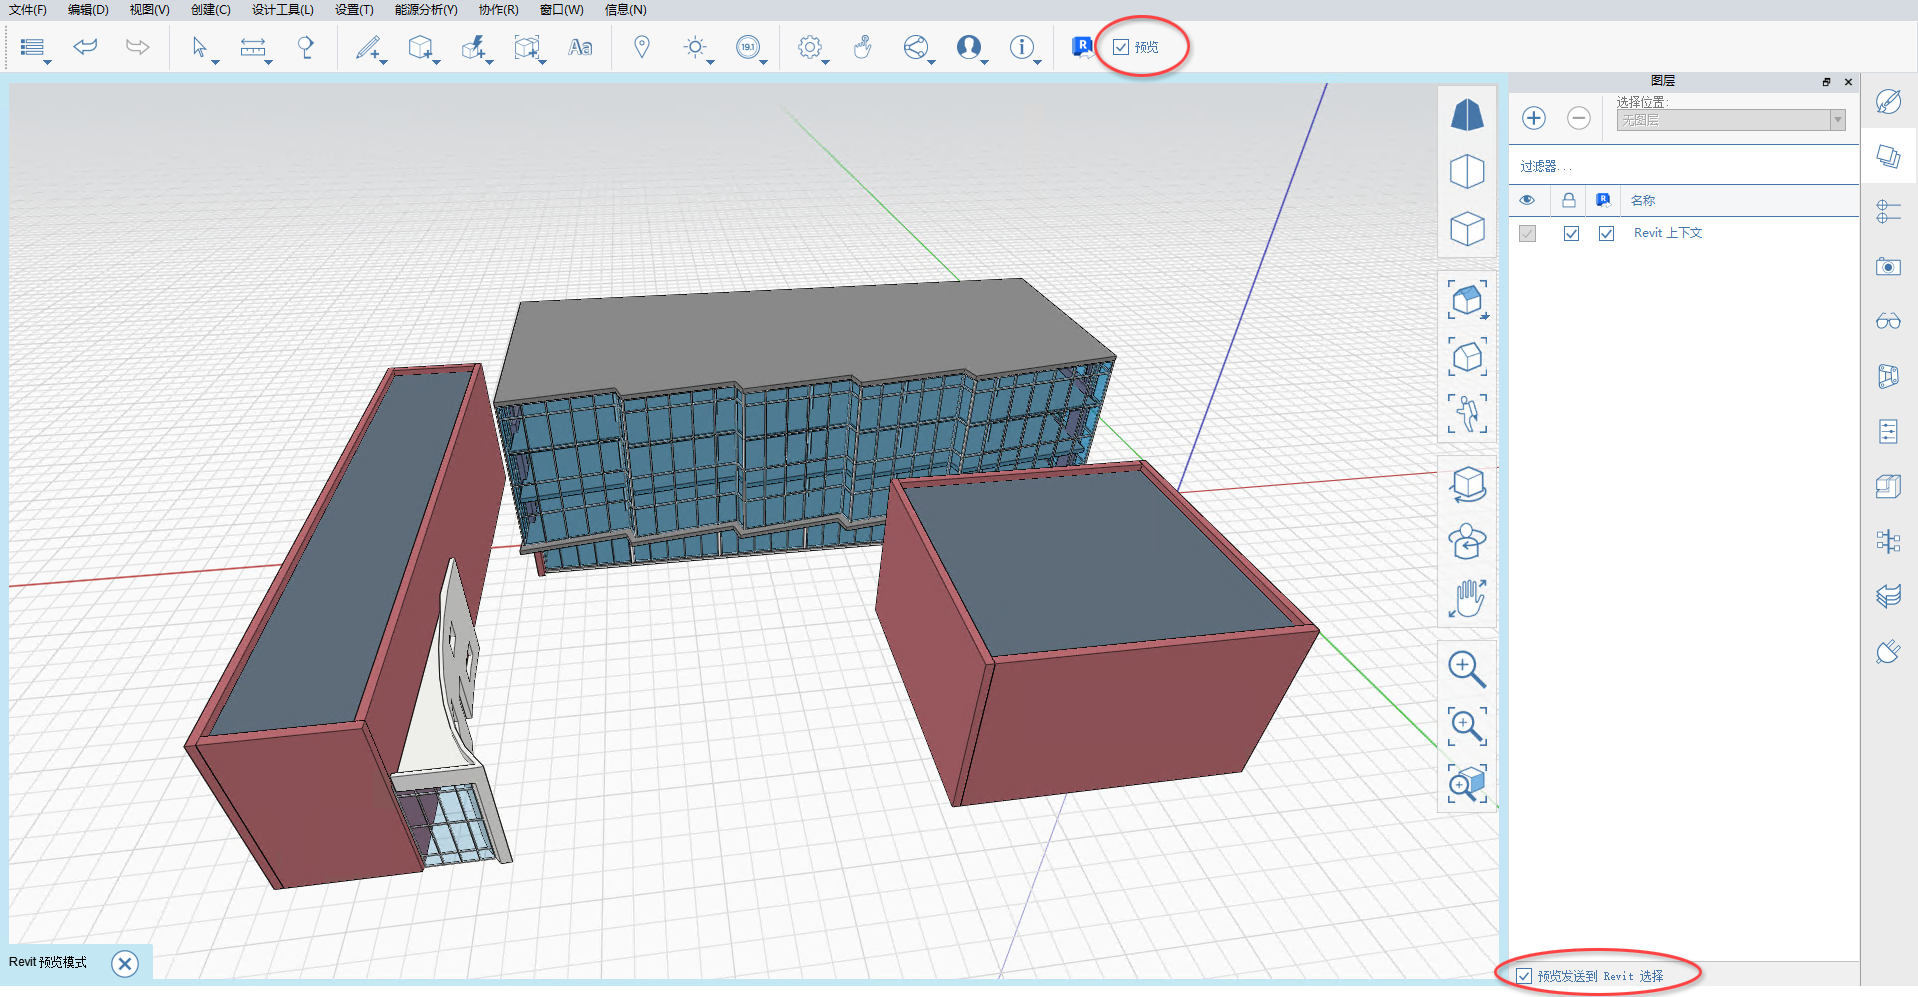 文件(F) 编辑(D) 视图(V) 创建(C) 设计工具(L) 设置(T) 能源分析(Y) 协作(R) 窗口(W) 信息(N)
Aa 19.1 R 预览
图层
选择位置:
无图层
过滤器...
R 名称
Revit 上下文
Revit 预览模式
预览发送到 Revit 选择